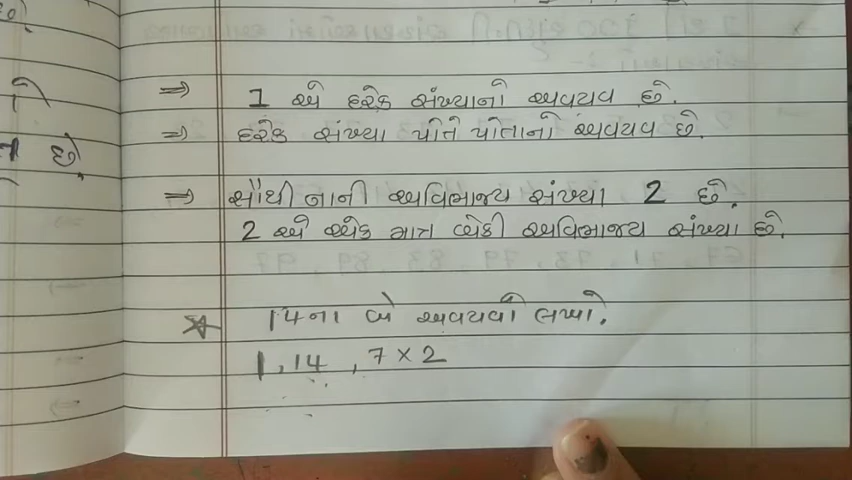 ⇒ 1 એ દરેક સંખ્યાનો અવયવ છે.
⇒ દરેક સંખ્યા પોતે પોતાનો અવયવ છે.
⇒ સૌથી નાની અવિભાજ્ય સંખ્યા 2 છે.
2 એ એક માત્ર બેકી અવિભાજ્ય સંખ્યા છે.
14ના બે અવયવો લખો.
1, 14, 7 × 2